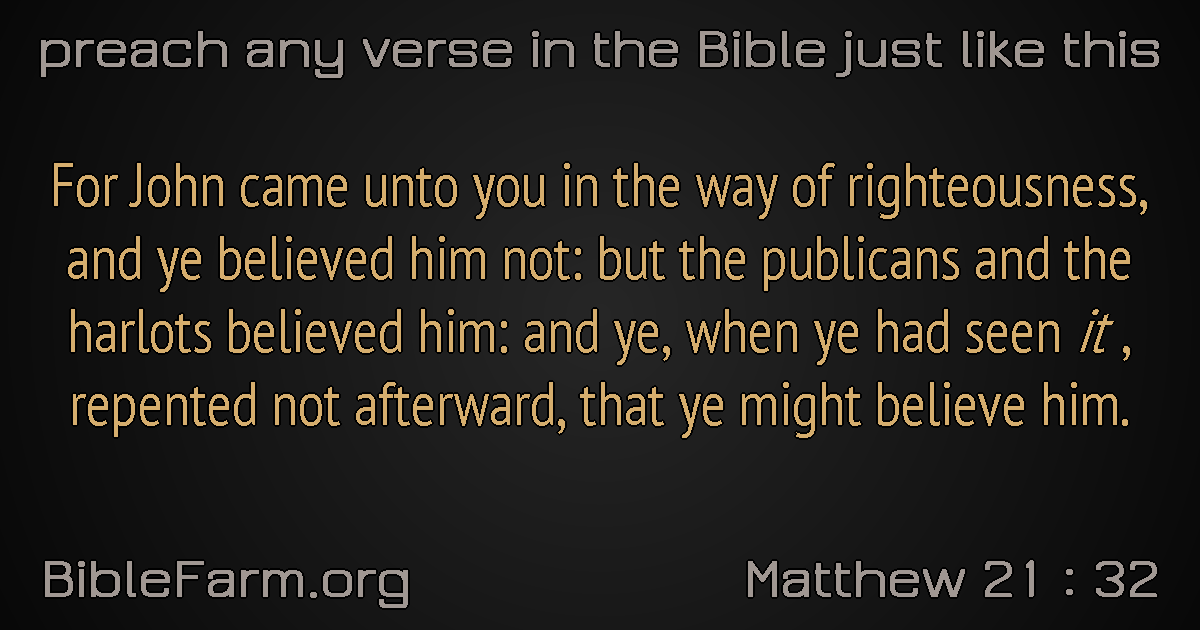 preach any verse in the Bible just like this
For John came unto you in the way of righteousness,
and ye believed him not: but the publicans and the
harlots believed him: and ye, when ye had seen it ,
repented not afterward, that ye might believe him.
BibleFarm.org
Matthew 21 : 32